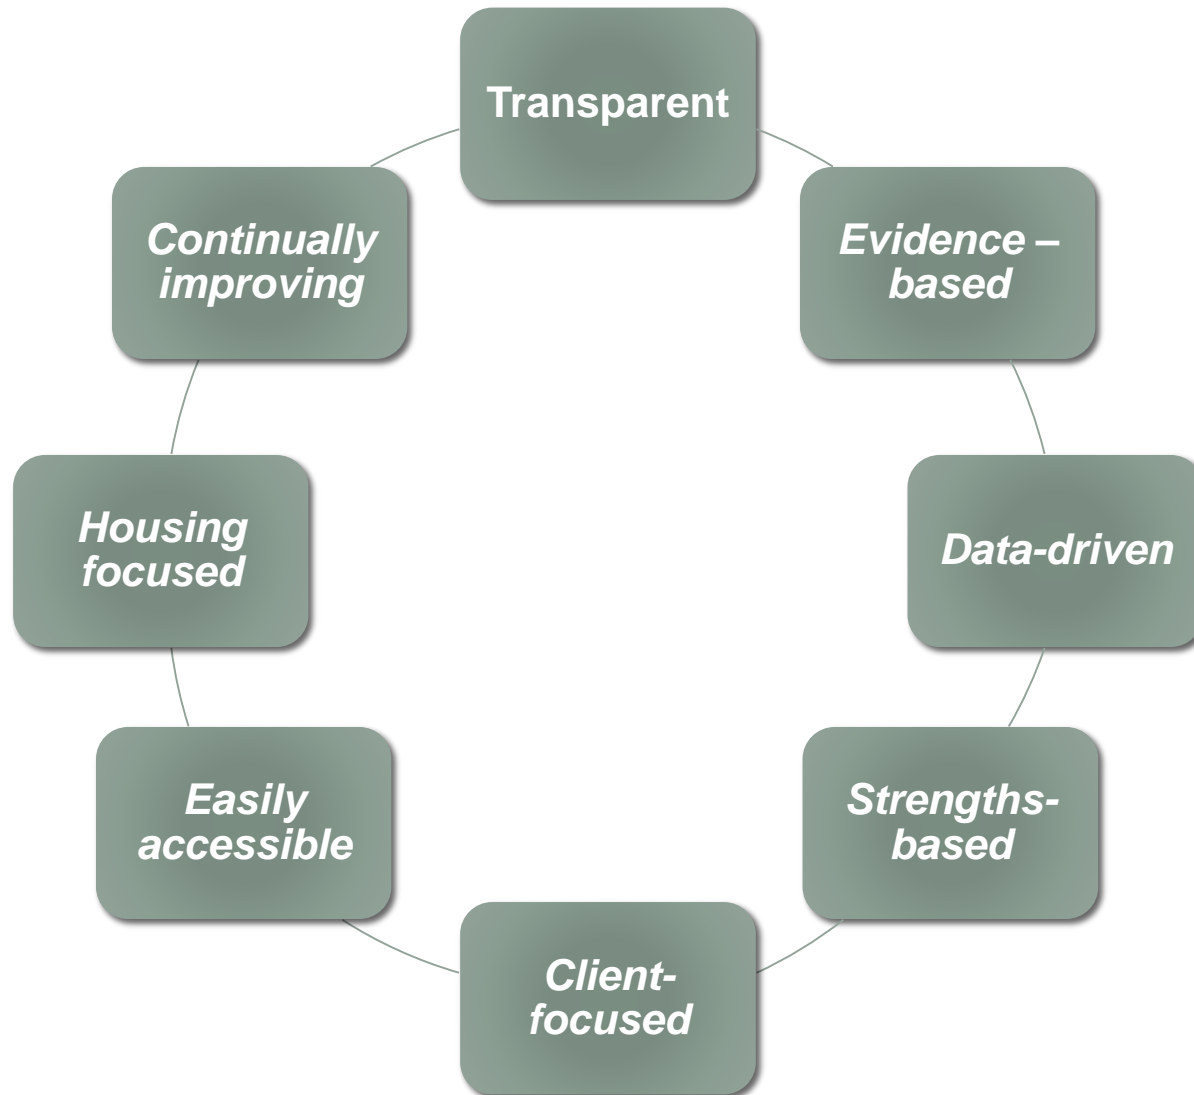 Transparent
Evidence –
based
Data-driven
Strengths-
based
Client-
focused
Easily
accessible
Housing
focused
Continually
improving